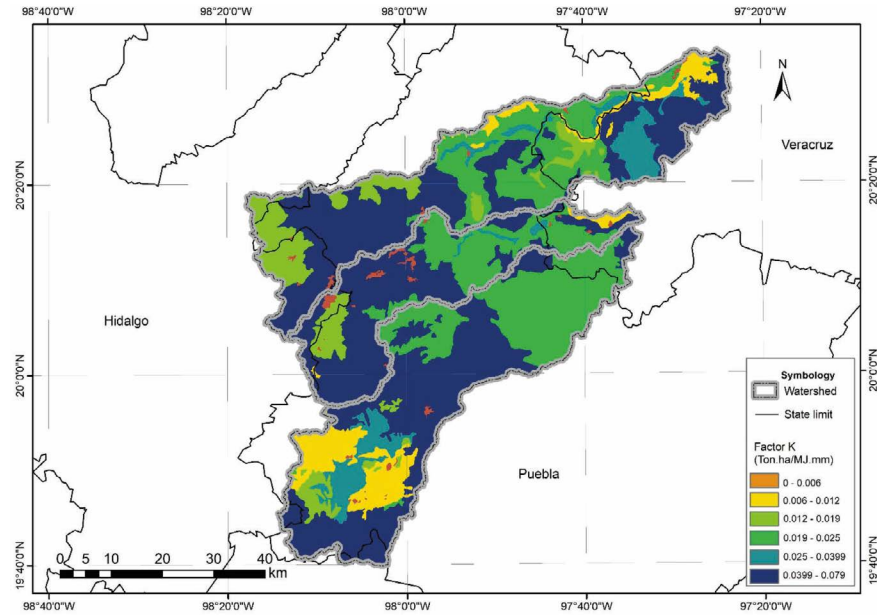 98°40'0"W 98°20'0"W 98°0'0"W 97°40'0"W 97°20'0"W
N
Veracruz
20°20'0"N 20°20'0"N
Hidalgo
20°0'0"N 20°0'0"N
Symbology
Watershed
State limit
Puebla
Factor K
(Ton.ha/MJ.mm)
0 - 0.006
0.006 - 0.012
0.012 - 0.019
0.019 - 0.025
0.025 - 0.0399
0.0399 - 0.079
19°40'0"N 19°40'0"N
0 5 10 20 30 40
km
98°40'0"W 98°20'0"W 98°0'0"W 97°40'0"W 97°20'0"W